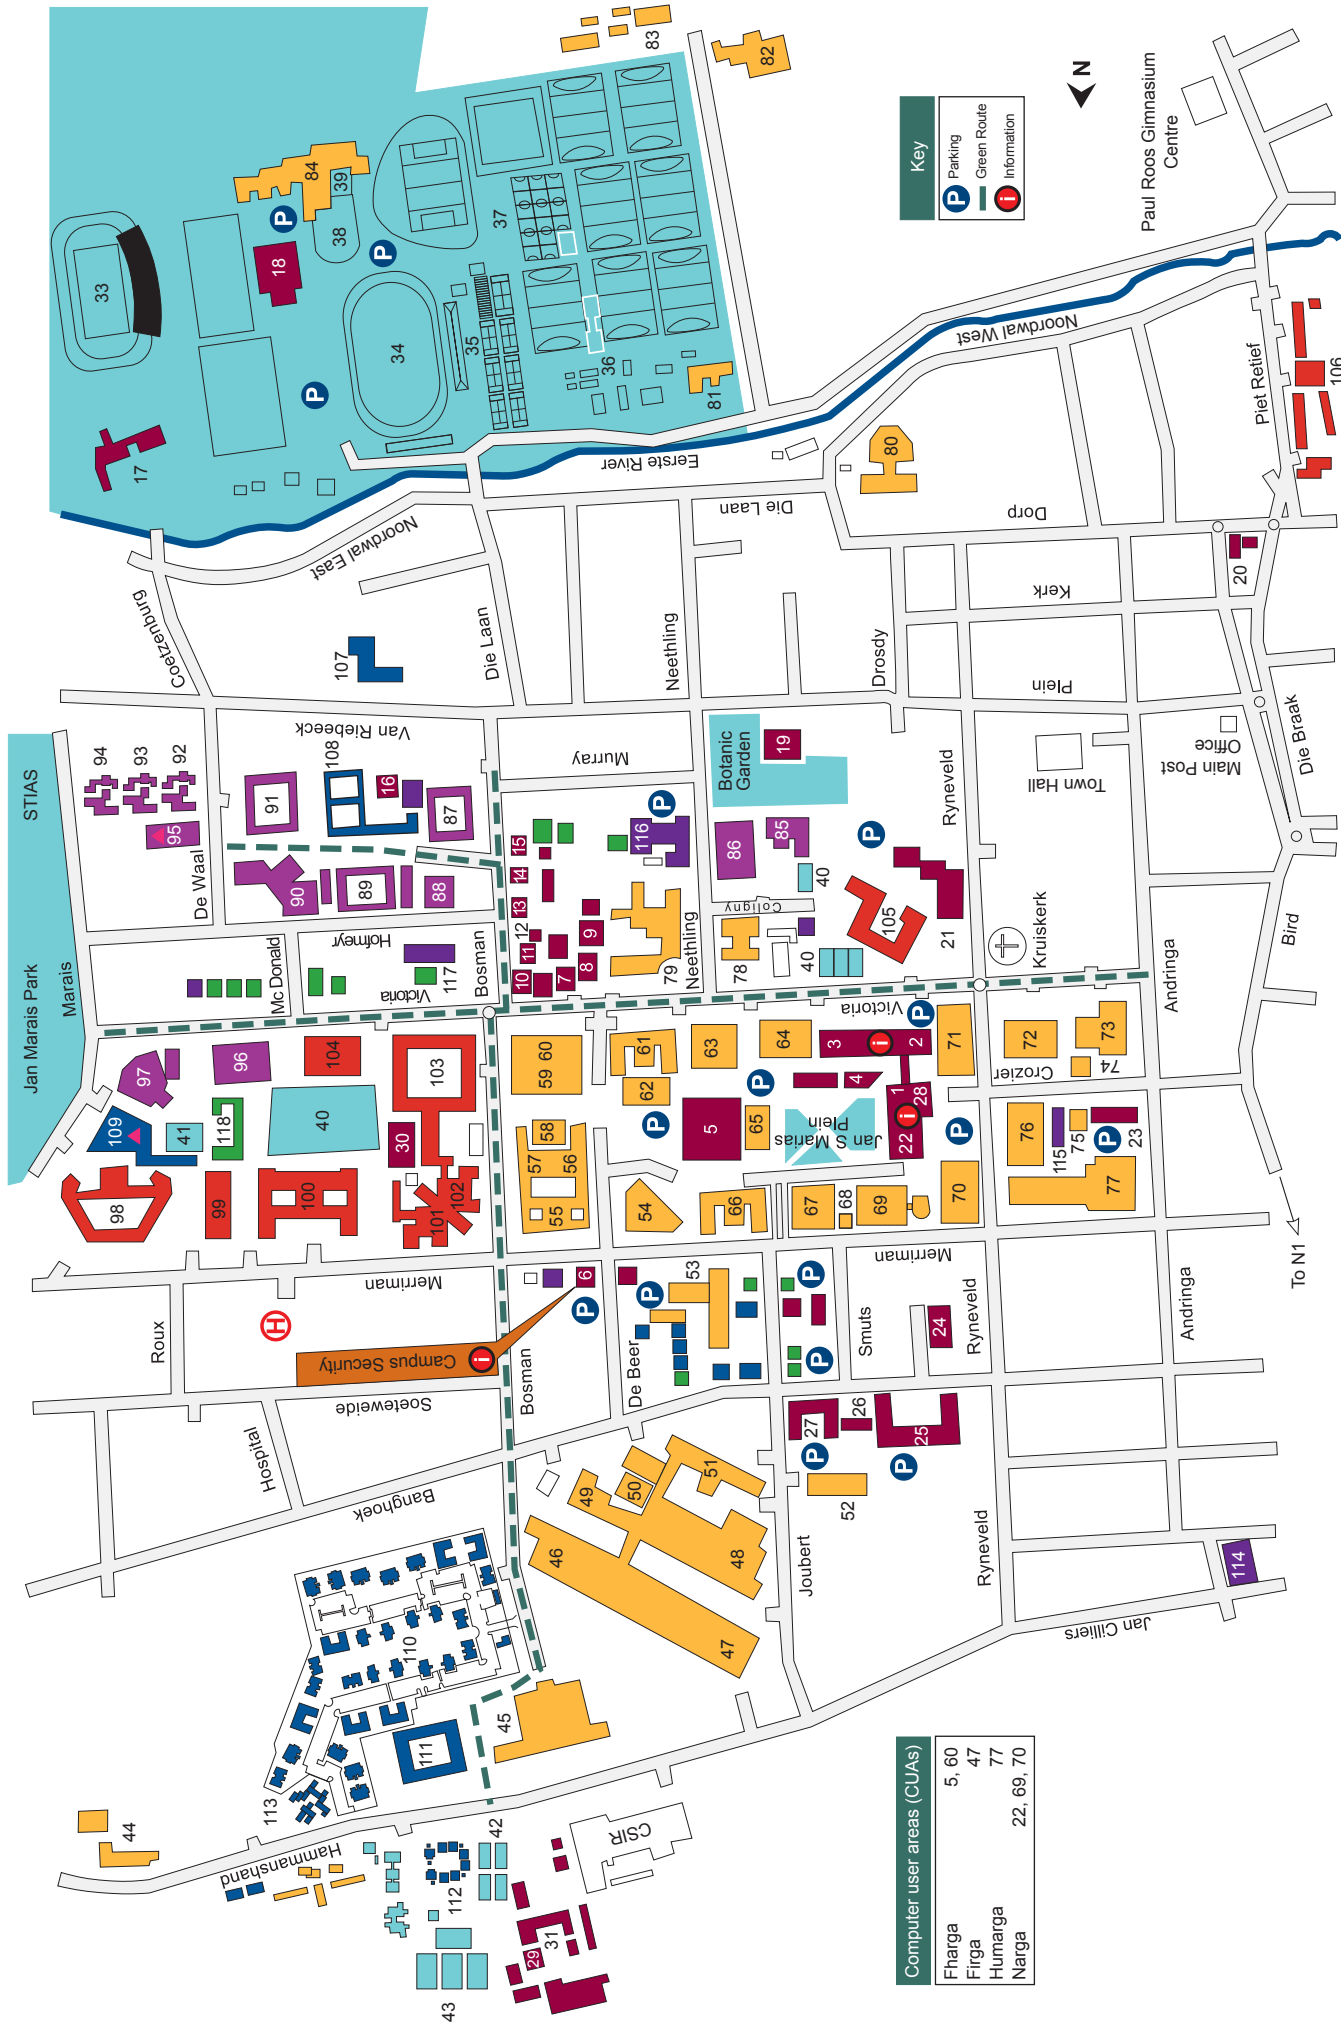 STIAS
Jan Marais Park
Marais
Coetzenburg
De Waal
Mc Donald
Hofmeyr
Victoria
Bosman
Van Riebeeck
Murray
Die Laan
Noordwal East
Eerste River
Noordwal West
Neethling
Neethling
Die Laan
Coligny
Botanic
Garden
Drosdy
Dorp
Kerk
Plein
Ryneveld
Town Hall
Main Post
Office
Die Braak
Bird
Piet Retief
Paul Roos Gimnasium
Centre
N
Key
P Parking
Green Route
i Information
Kruiskerk
Andringa
Victoria
Crozier
Jan S Marias
Plein
Merriman
Merriman
Roux
H
Campus Security
i
Soeteweide
Hospital
Banghoek
Bosman
De Beer
Smuts
Ryneveld
Andringa
To N1
Joubert
Ryneveld
Jan Cilliers
Hammanshand
CSIR
33
17
18
84
39
38
34
35
36
37
83
82
81
80
106
20
107
94
93
92
95
91
108
16
87
90
89
88
15
14
13
12
11
10
9
8
7
116
79
117
19
86
85
40
78
40
105
21
97
96
104
103
109
41
118
40
30
98
99
100
101
102
59 60
61
62
63
64
3
2
71
72
73
74
4
1
28
22
5
65
58
57
56
55
54
66
67
68
69
70
76
115
75
23
77
6
53
24
27
26
25
52
51
50
49
48
46
47
45
110
111
113
44
112
42
43
29
31
114
Computer user areas (CUAs)
Fharga 5, 60
Firga 47
Humarga 77
Narga 22, 69, 70